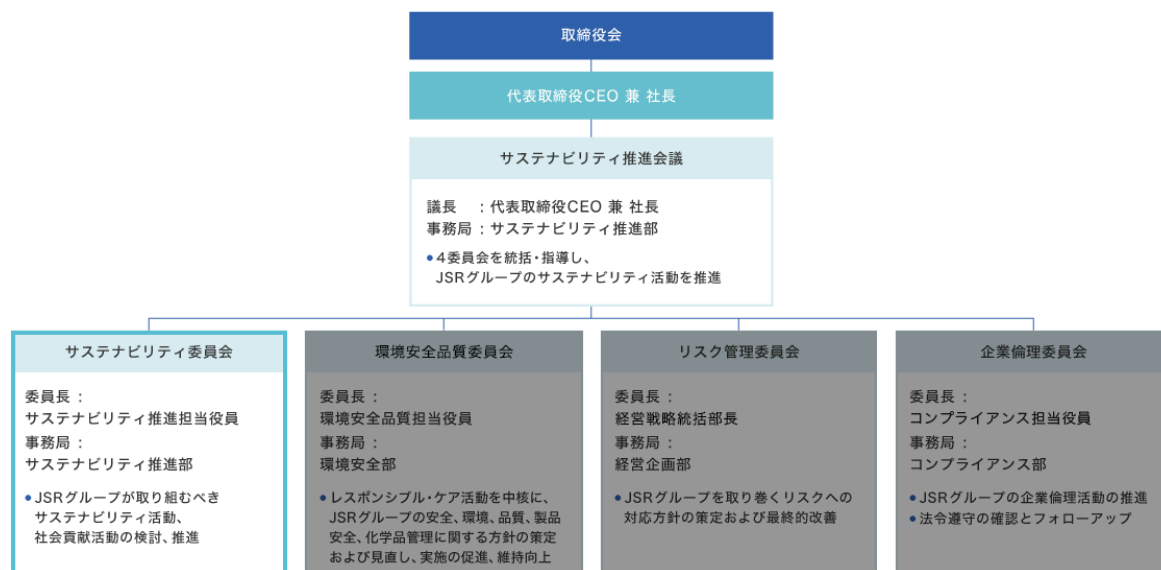 取締役会
代表取締役CEO 兼 社長
サステナビリティ推進会議
議長 : 代表取締役CEO 兼 社長
事務局 : サステナビリティ推進部
•4委員会を統括・指導し、
JSRグループのサステナビリティ活動を推進
サステナビリティ委員会
委員長 :
サステナビリティ推進担当役員
事務局 :
サステナビリティ推進部
•JSRグループが取り組むべき
サステナビリティ活動、
社会貢献活動の検討、推進
環境安全品質委員会
委員長 :
環境安全品質担当役員
事務局 :
環境安全部
•レスポンシブル・ケア活動を中核に、
JSRグループの安全、環境、品質、製品
安全、化学品管理に関する方針の策定
および見直し、実施の促進、維持向上
リスク管理委員会
委員長 :
経営戦略統括部長
事務局 :
経営企画部
•JSRグループを取り巻くリスクへの
対応方針の策定および最終的改善
企業倫理委員会
委員長 :
コンプライアンス担当役員
事務局 :
コンプライアンス部
•JSRグループの企業倫理活動の推進
•法令遵守の確認とフォローアップ